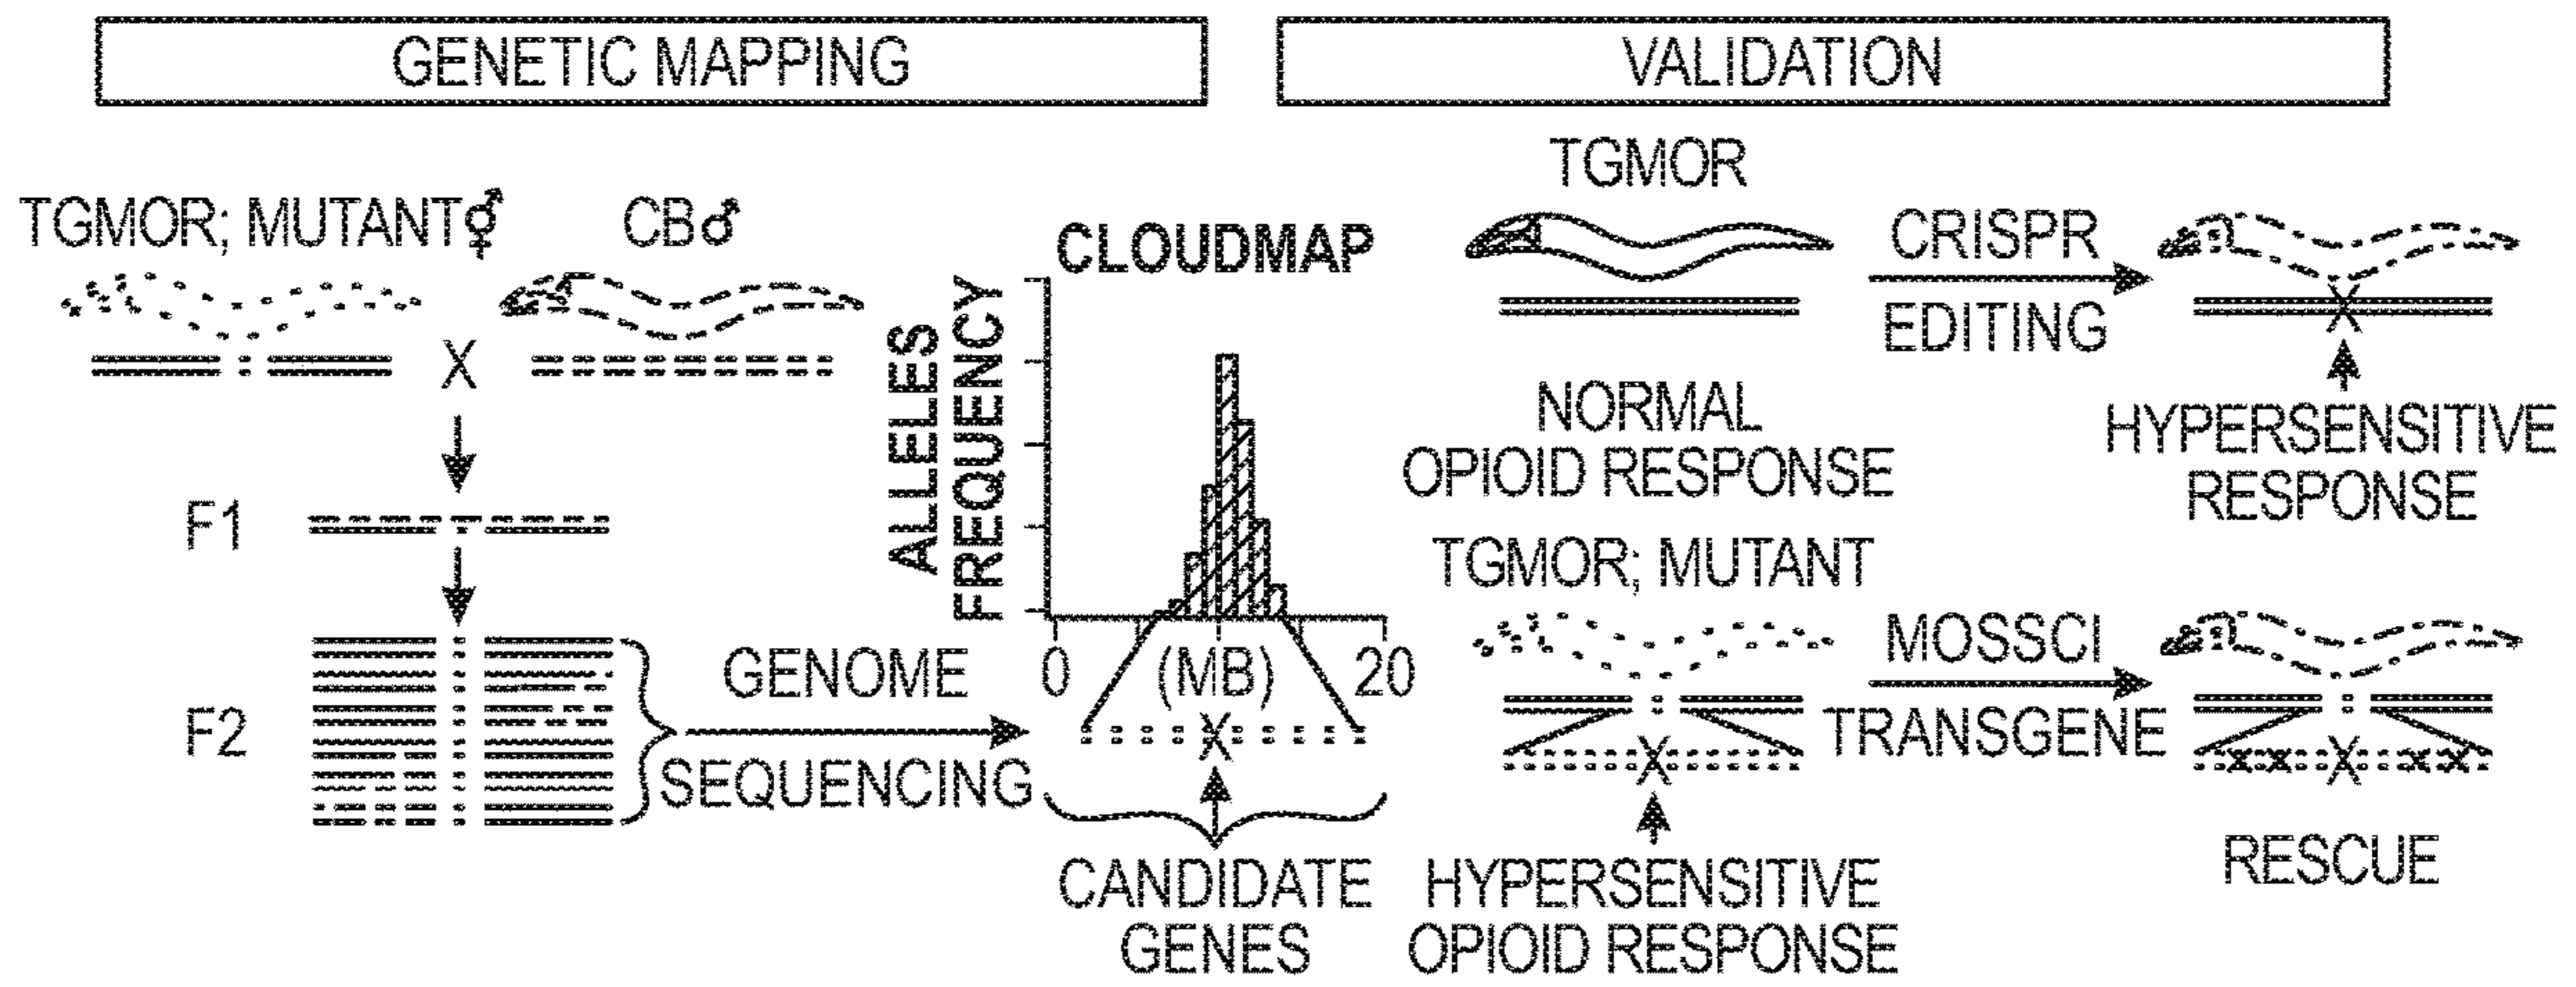 GENETIC MAPPING
VALIDATION
TGMOR; MUTANT⚥
CB♂
X
F1
F2
GENOME
SEQUENCING
CLOUDMAP
ALLELES
FREQUENCY
0
(MB)
20
X
CANDIDATE
GENES
TGMOR
NORMAL
OPIOID RESPONSE
CRISPR
EDITING
X
HYPERSENSITIVE
RESPONSE
TGMOR; MUTANT
X
HYPERSENSITIVE
OPIOID RESPONSE
MOSSCI
TRANSGENE
X X X X X
RESCUE